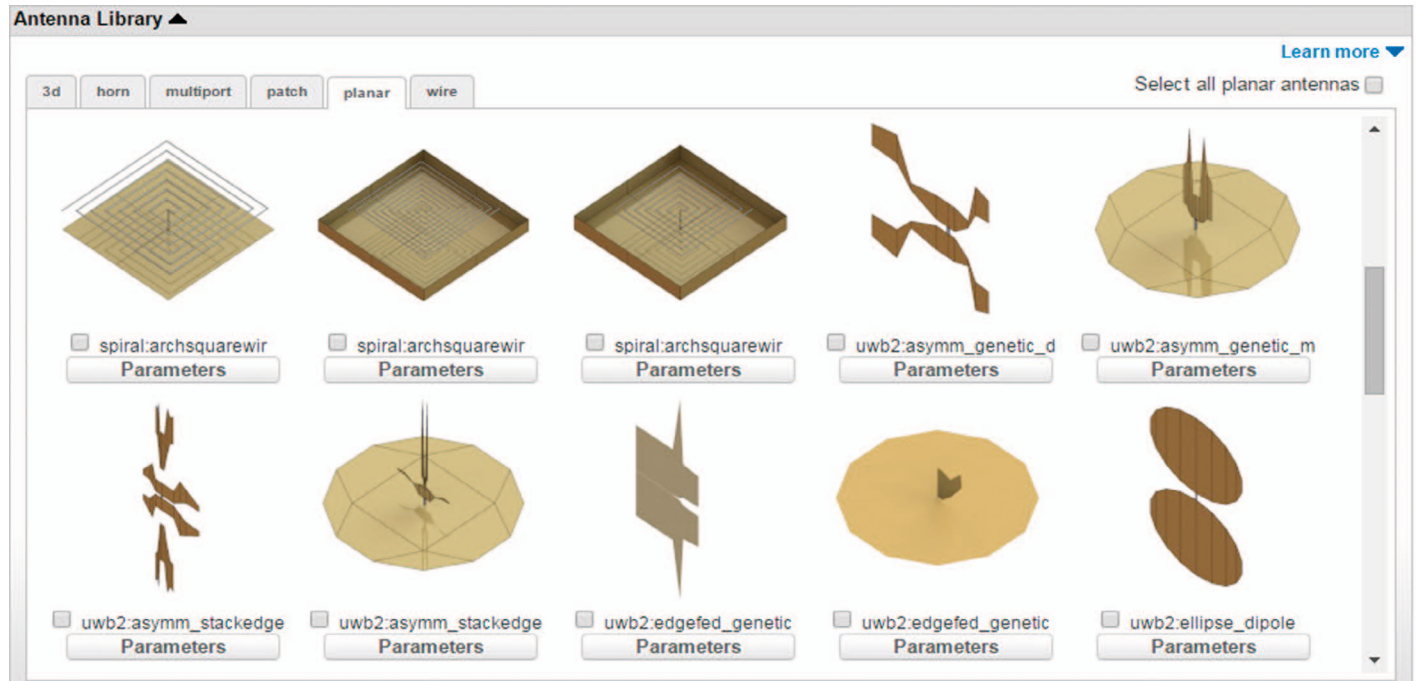 Antenna Library
Learn more
3d horn multiport patch planar wire
Select all planar antennas
spiral:archsquarewir spiral:archsquarewir spiral:archsquarewir uwb2:asymm_genetic_d uwb2:asymm_genetic_m
Parameters Parameters Parameters Parameters Parameters
uwb2:asymm_stackedge uwb2:asymm_stackedge uwb2:edgefed_genetic uwb2:edgefed_genetic uwb2:ellipse_dipole
Parameters Parameters Parameters Parameters Parameters